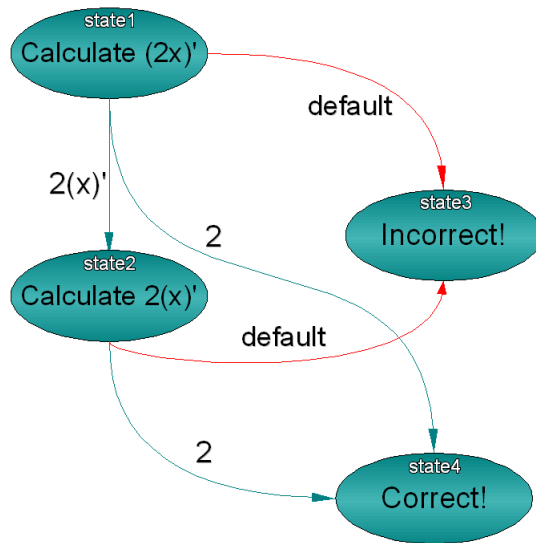 state1
Calculate (2x)'
default
2(x)'
state3
2
Incorrect!
state2
Calculate 2(x)'
default
2
state4
Correct!